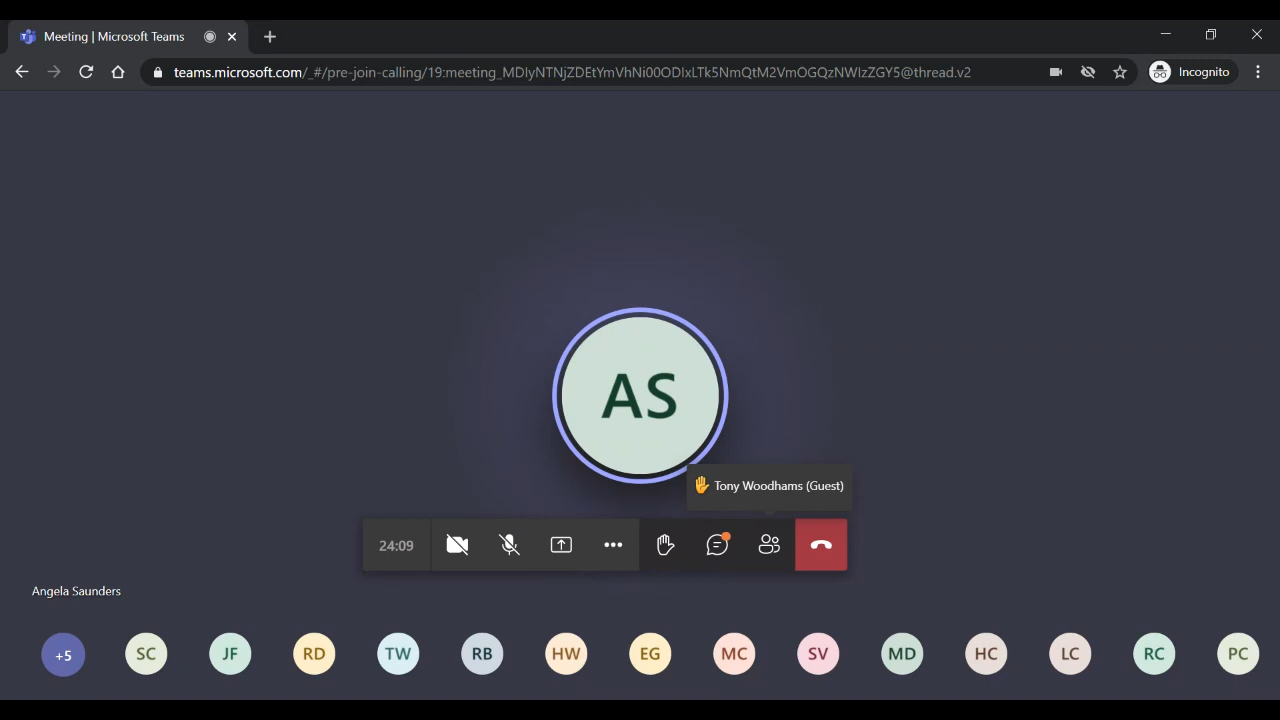 Meeting | Microsoft Teams
teams.microsoft.com/_#/pre-join-calling/19:meeting_MDIyNTNjZDEtYmVhNi00ODIxLTk5NmQtM2VmOGQzNWIzZGY5@thread.v2
Incognito
AS
Tony Woodhams (Guest)
24:09
Angela Saunders
+5 SC JF RD TW RB HW EG MC SV MD HC LC RC PC